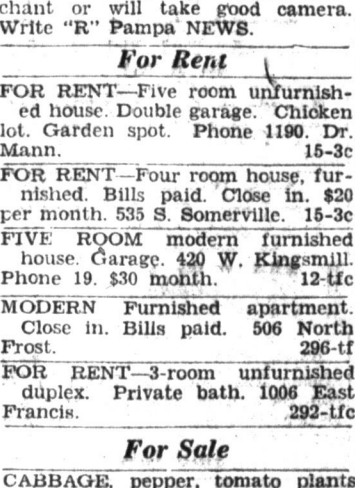 chant or will take good camera.
Write "R" Pampa NEWS.
For Rent
FOR RENT—Five room unfurnish-
ed house. Double garage. Chicken
lot. Garden spot. Phone 1190. Dr.
Mann. 15-3c
FOR RENT—Four room house, fur-
nished. Bills paid. Close in. $20
per month. 535 S. Somerville. 15-3c
FIVE ROOM modern furnished
house. Garage. 420 W. Kingsmill.
Phone 19. $30 month. 12-tfc
MODERN Furnished apartment.
Close in. Bills paid. 506 North
Frost. 296-tf
FOR RENT—3-room unfurnished
duplex. Private bath. 1006 East
Francis. 292-tfc
For Sale
CABBAGE, pepper, tomato plants